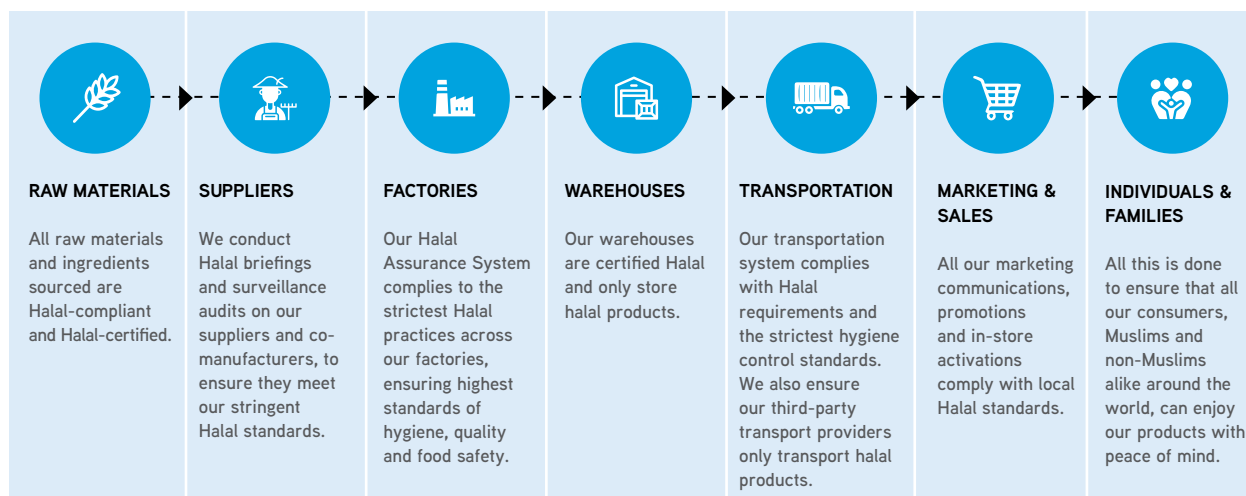 RAW MATERIALS
All raw materials
and ingredients
sourced are
Halal-compliant
and Halal-certified.
SUPPLIERS
We conduct
Halal briefings
and surveillance
audits on our
suppliers and co-
manufacturers, to
ensure they meet
our stringent
Halal standards.
FACTORIES
Our Halal
Assurance System
complies to the
strictest Halal
practices across
our factories,
ensuring highest
standards of
hygiene, quality
and food safety.
WAREHOUSES
Our warehouses
are certified Halal
and only store
halal products.
TRANSPORTATION
Our transportation
system complies
with Halal
requirements and
the strictest hygiene
control standards.
We also ensure
our third-party
transport providers
only transport halal
products.
MARKETING &
SALES
All our marketing
communications,
promotions
and in-store
activations
comply with local
Halal standards.
INDIVIDUALS &
FAMILIES
All this is done
to ensure that all
our consumers,
Muslims and
non-Muslims
alike around the
world, can enjoy
our products with
peace of mind.